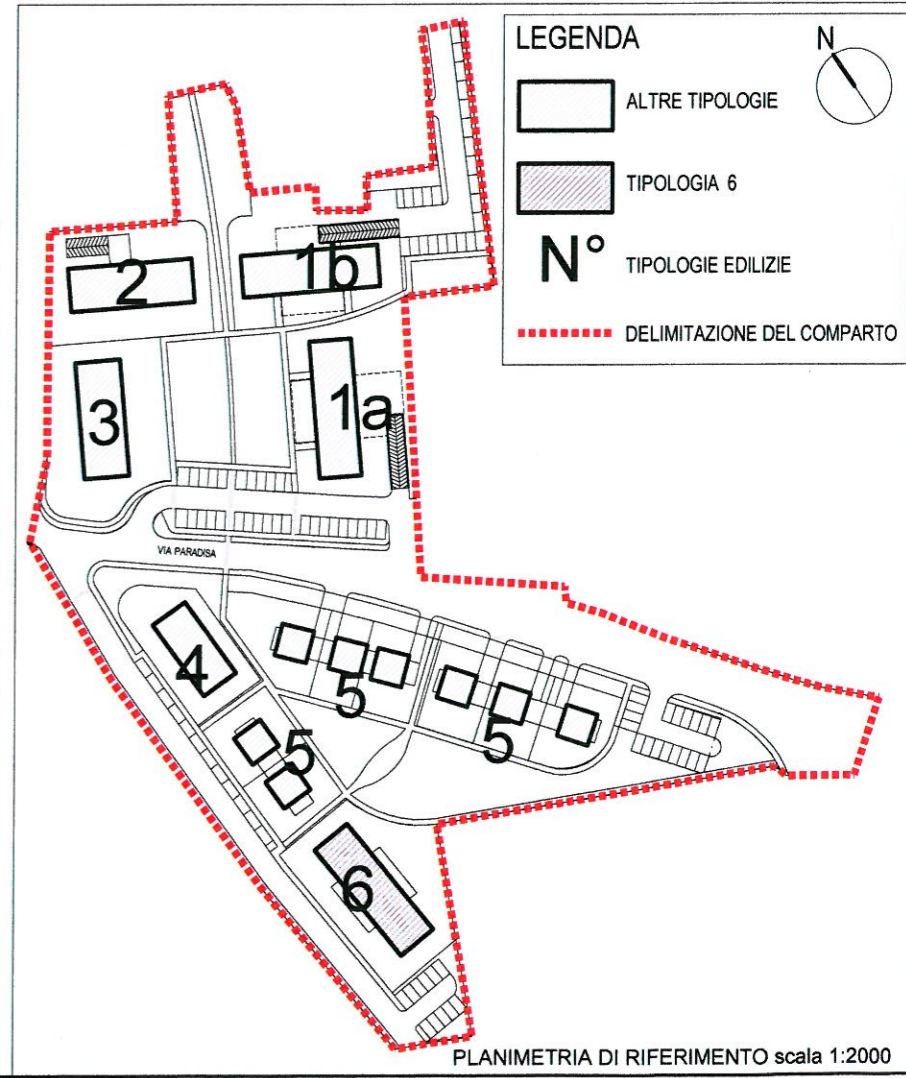 LEGENDA
N
ALTRE TIPOLOGIE
TIPOLOGIA 6
N° TIPOLOGIE EDILIZIE
DELIMITAZIONE DEL COMPARTO
2
1b
3
1a
VIA PARADISA
4
5
5
5
6
PLANIMETRIA DI RIFERIMENTO scala 1:2000